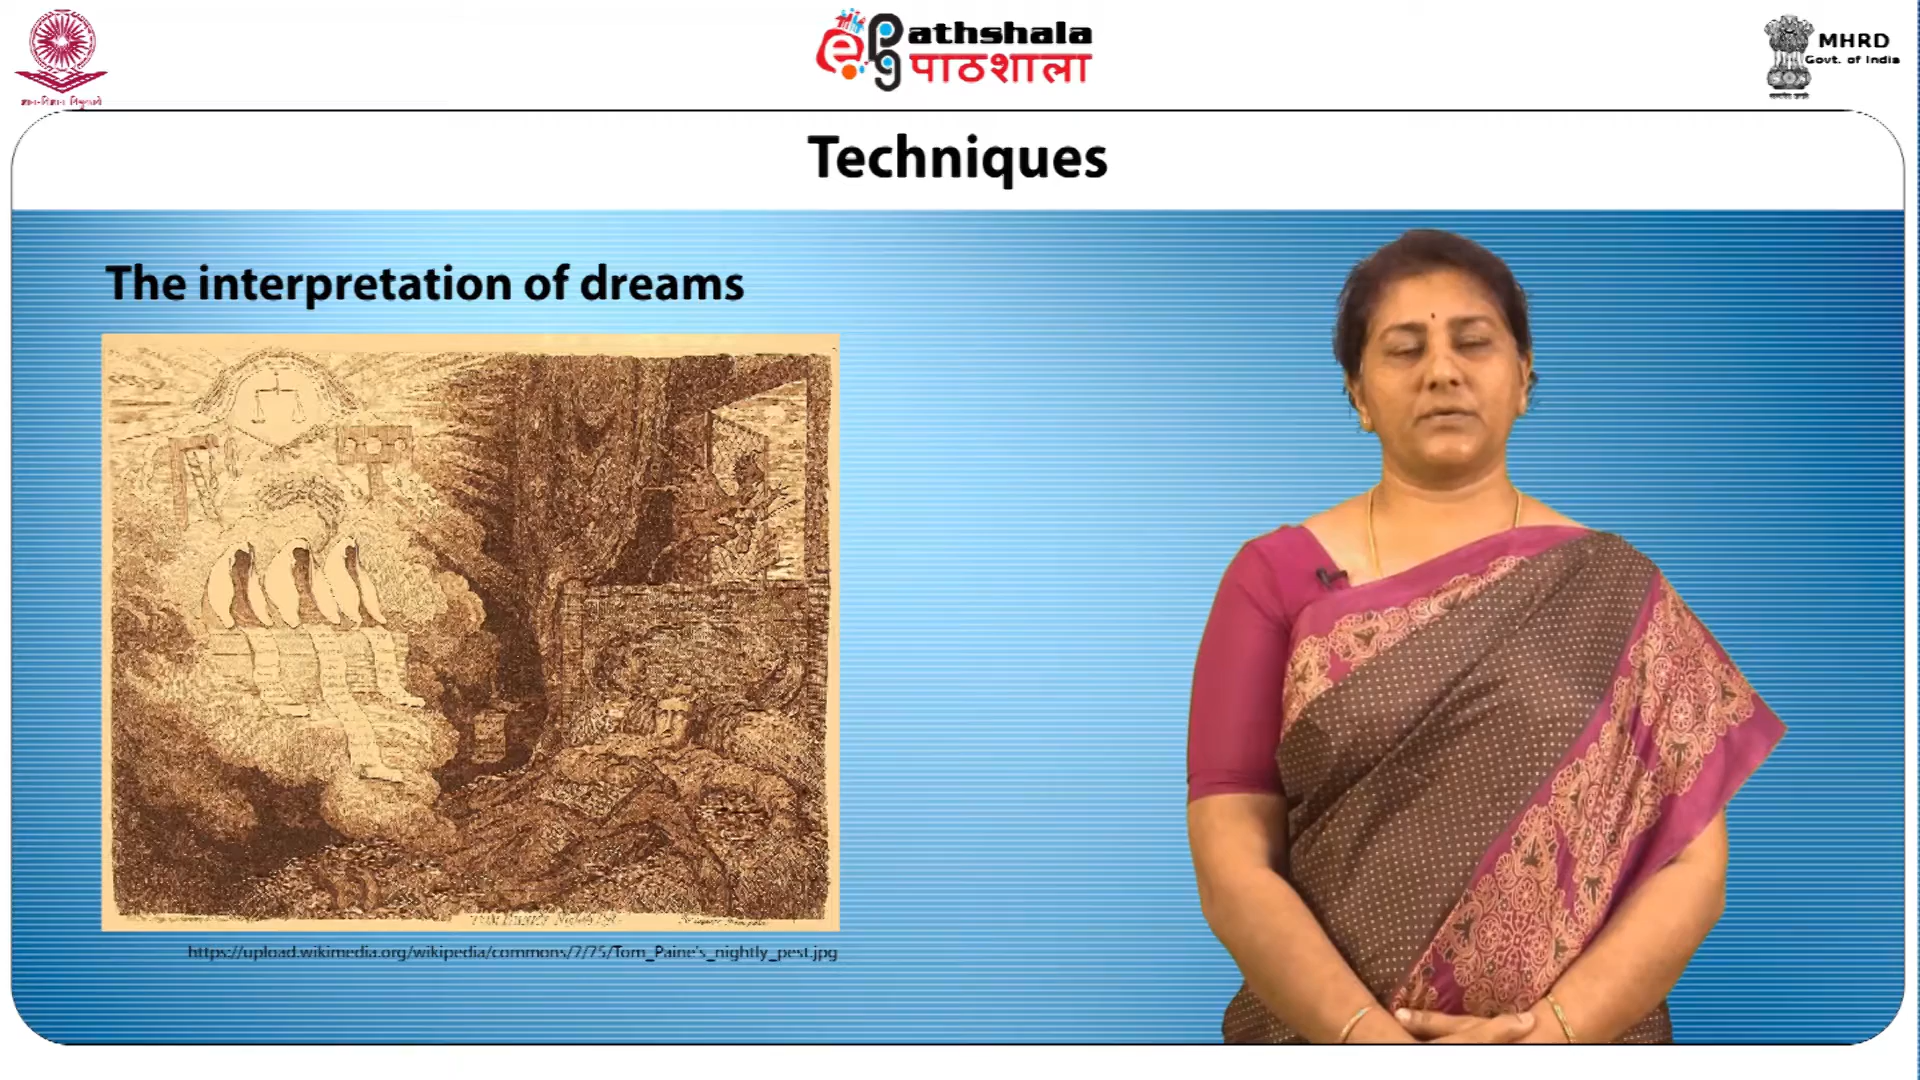 Pathshala
पाठशाला
MHRD
Govt. of India
Techniques
The interpretation of dreams
https://upload.wikimedia.org/wikipedia/commons/7/75/Tom_Paine's_nightly_pest.jpg